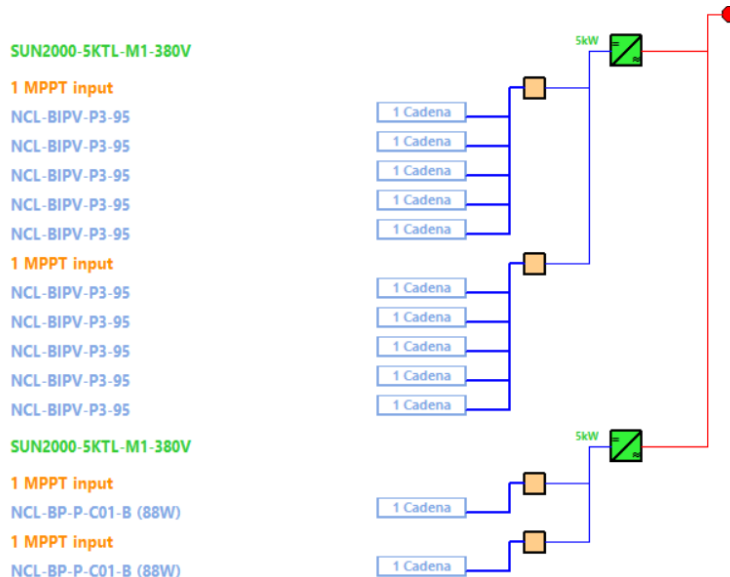 5kW
SUN2000-5KTL-M1-380V
1 MPPT input
NCL-BIPV-P3-95 1 Cadena
NCL-BIPV-P3-95 1 Cadena
NCL-BIPV-P3-95 1 Cadena
NCL-BIPV-P3-95 1 Cadena
NCL-BIPV-P3-95 1 Cadena
1 MPPT input
NCL-BIPV-P3-95 1 Cadena
NCL-BIPV-P3-95 1 Cadena
NCL-BIPV-P3-95 1 Cadena
NCL-BIPV-P3-95 1 Cadena
NCL-BIPV-P3-95 1 Cadena
5kW
SUN2000-5KTL-M1-380V
1 MPPT input
NCL-BP-P-C01-B (88W) 1 Cadena
1 MPPT input
NCL-BP-P-C01-B (88W) 1 Cadena